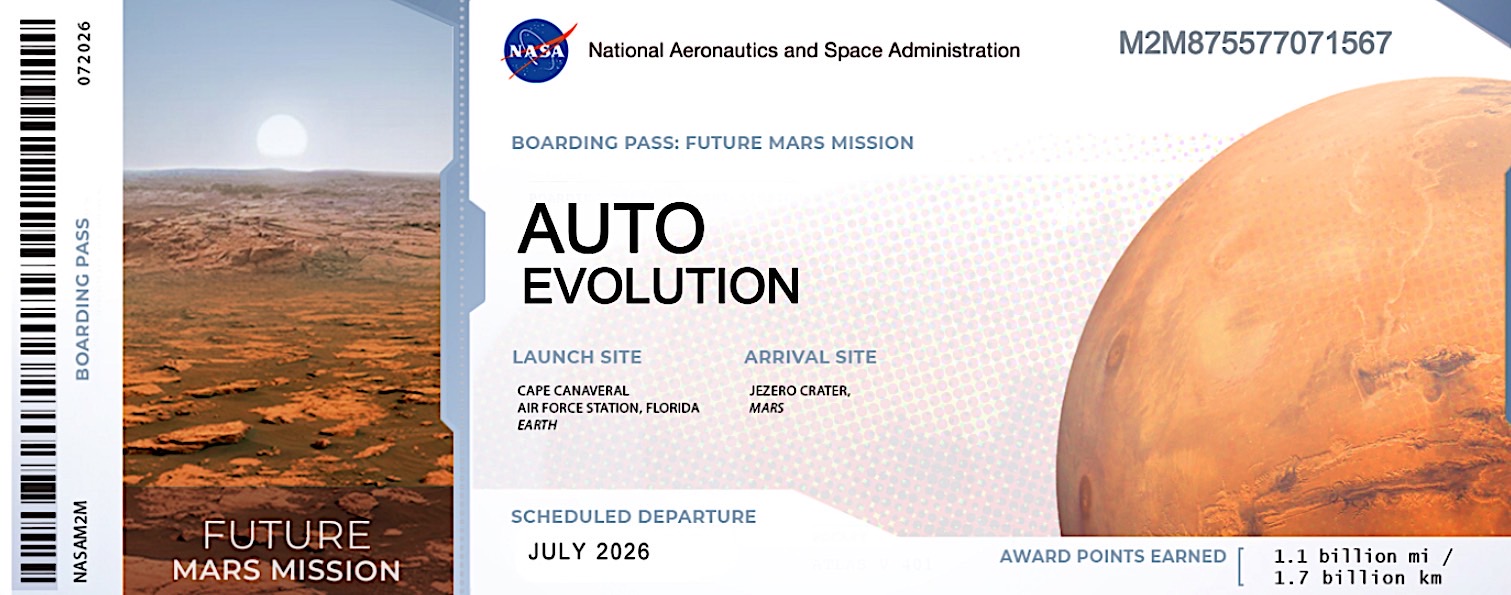 072026
BOARDING PASS
NASAM2M
FUTURE
MARS MISSION
NASA
National Aeronautics and Space Administration
M2M875577071567
BOARDING PASS: FUTURE MARS MISSION
AUTO
EVOLUTION
LAUNCH SITE
CAPE CANAVERAL
AIR FORCE STATION, FLORIDA
EARTH
ARRIVAL SITE
JEZERO CRATER,
MARS
SCHEDULED DEPARTURE
JULY 2026
AWARD POINTS EARNED
1.1 billion mi /
1.7 billion km